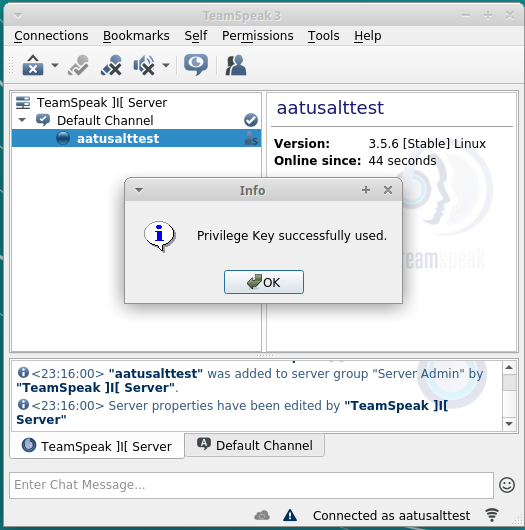 TeamSpeak 3
Connections Bookmarks Self Permissions Tools Help
TeamSpeak ]I[ Server
Default Channel
aatusalttest
aatusalttest
Version: 3.5.6 [Stable] Linux
Online since: 44 seconds
Info
Privilege Key successfully used.
OK
eamspeak
<23:16:00> "aatusalttest" was added to server group "Server Admin" by
"TeamSpeak ]I[ Server".
<23:16:00> Server properties have been edited by "TeamSpeak ]I[
Server"
TeamSpeak ]I[ Server
Default Channel
Enter Chat Message...
Connected as aatusalttest